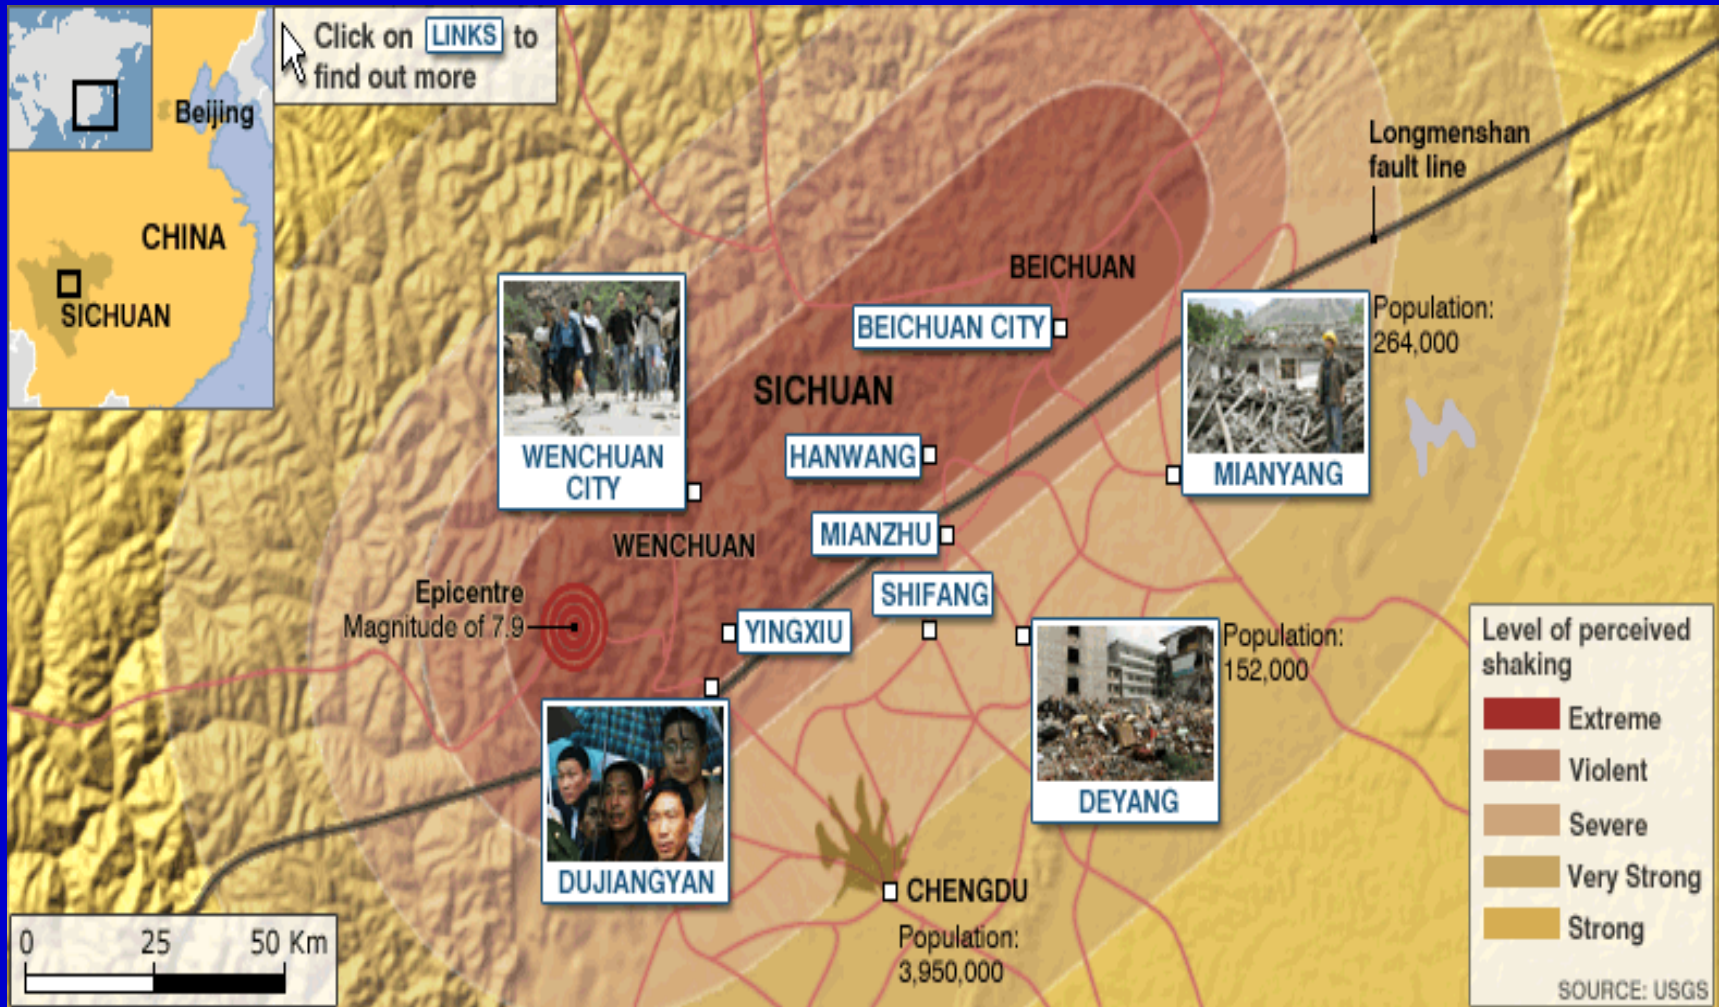 Click on LINKS to
find out more
Beijing
CHINA
SICHUAN
Longmenshan
fault line
BEICHUAN
BEICHUAN CITY
Population:
264,000
SICHUAN
WENCHUAN
CITY
HANWANG
MIANYANG
WENCHUAN
MIANZHU
Epicentre
Magnitude of 7.9
SHIFANG
YINGXIU
Population:
152,000
DEYANG
DUJIANGYAN
CHENGDU
Population:
3,950,000
Level of perceived
shaking
Extreme
Violent
Severe
Very Strong
Strong
SOURCE: USGS
0 25 50 Km